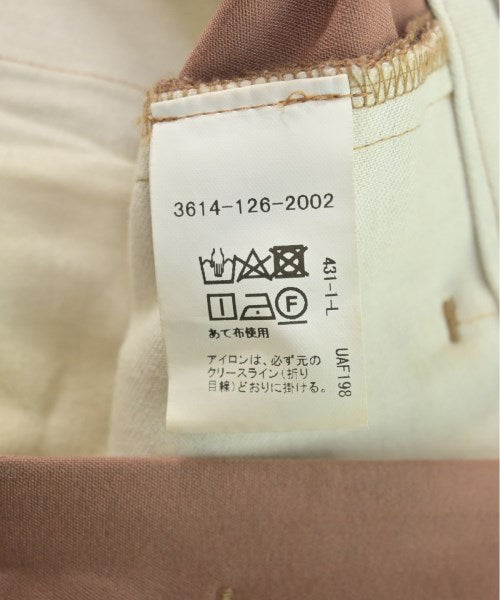 3614-126-2002
F
あて布使用
アイロンは、必ず元の
クリースライン(折り
目線)どおりに掛ける。
431-1-L
UAF198